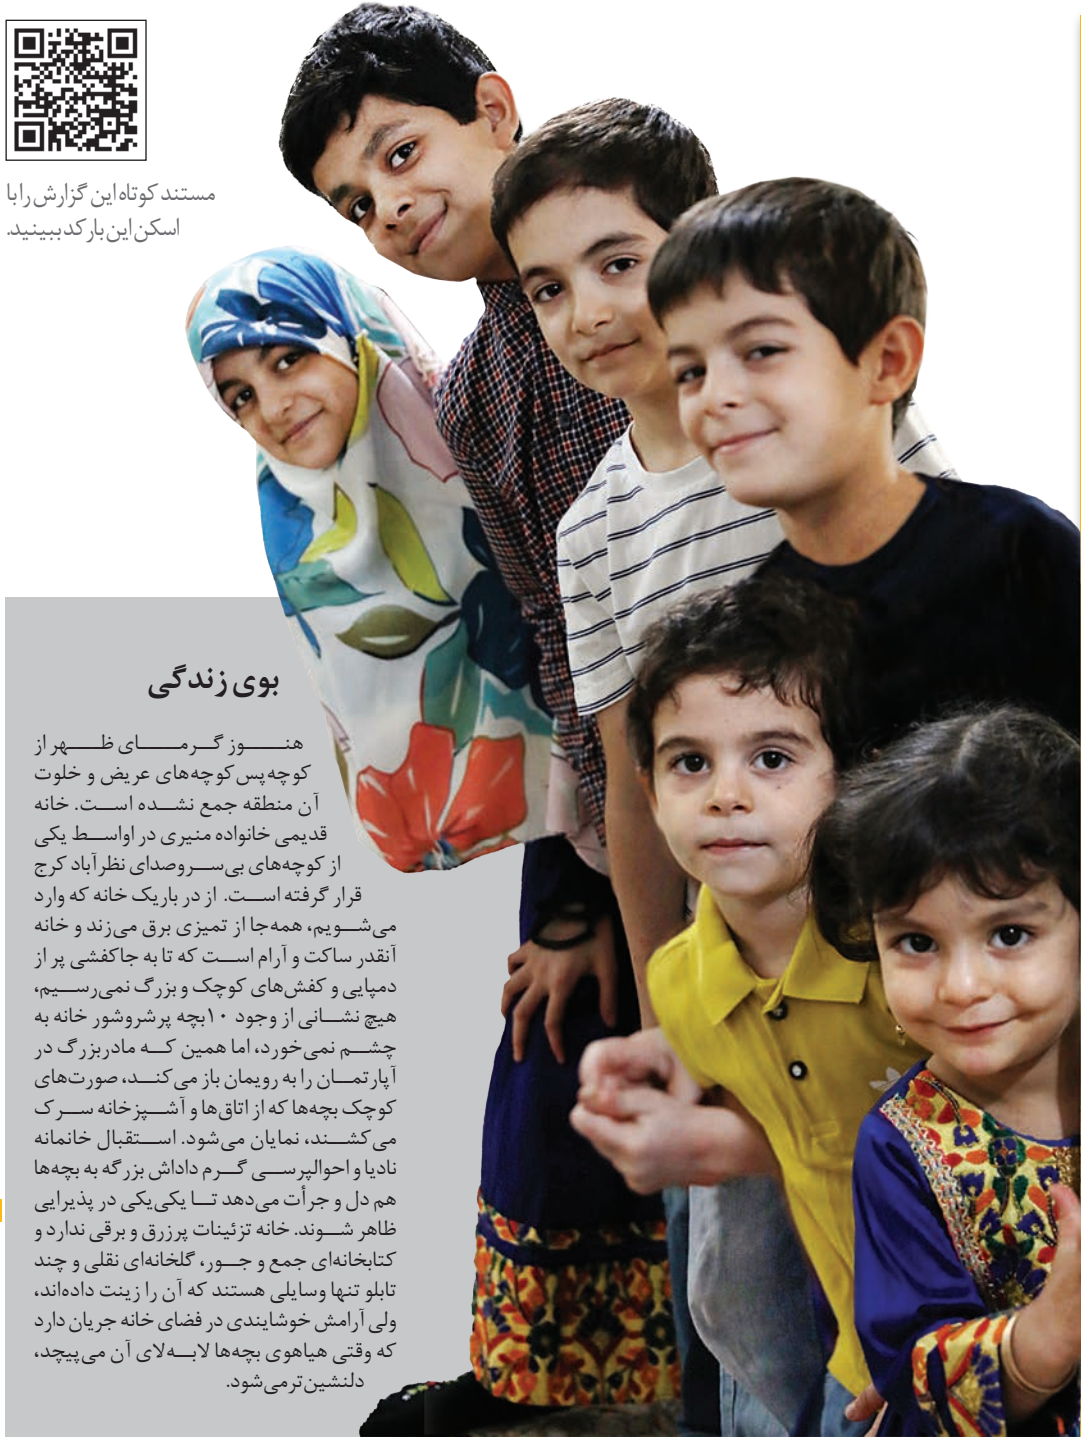 مستند کوتاه این گزارش را با
اسکن این بارکد ببینید.
بوی زندگی
هنوز گرمای ظهر از
کوچه‌پس‌کوچه‌های عریض و خلوت
آن منطقه جمع نشده است. خانه
قدیمی خانواده منیری در اواسط یکی
از کوچه‌های بی‌سروصدای نظرآباد کرج
قرار گرفته است. از در باریک خانه که وارد
می‌شویم، همه‌جا از تمیزی برق می‌زند و خانه
آنقدر ساکت و آرام است که تا به جاکفشی پر از
دمپایی و کفش‌های کوچک و بزرگ نمی‌رسیم،
هیچ نشانی از وجود ۱۰بچه پرشروشور خانه به
چشم نمی‌خورد، اما همین که مادربزرگ در
آپارتمان را به رویمان باز می‌کند، صورت‌های
کوچک بچه‌ها که از اتاق‌ها و آشپزخانه سرک
می‌کشند، نمایان می‌شود. استقبال خانمانه
نادیا و احوالپرسی گرم داداش بزرگه به بچه‌ها
هم دل و جرأت می‌دهد تا یکی‌یکی در پذیرایی
ظاهر شوند. خانه تزئینات پرزرق و برقی ندارد و
کتابخانه‌ای جمع و جور، گلخانه‌ای نقلی و چند
تابلو تنها وسایلی هستند که آن را زینت داده‌اند،
ولی آرامش خوشایندی در فضای خانه جریان دارد
که وقتی هیاهوی بچه‌ها لابه‌لای آن می‌پیچد،
دلنشین‌تر می‌شود.